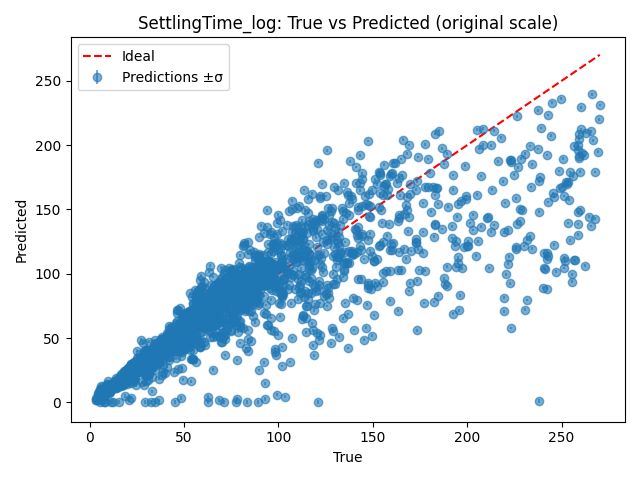 SettlingTime_log: True vs Predicted (original scale)
Ideal
Predictions ±σ
250
200
150
100
50
0
Predicted
0 50 100 150 200 250
True